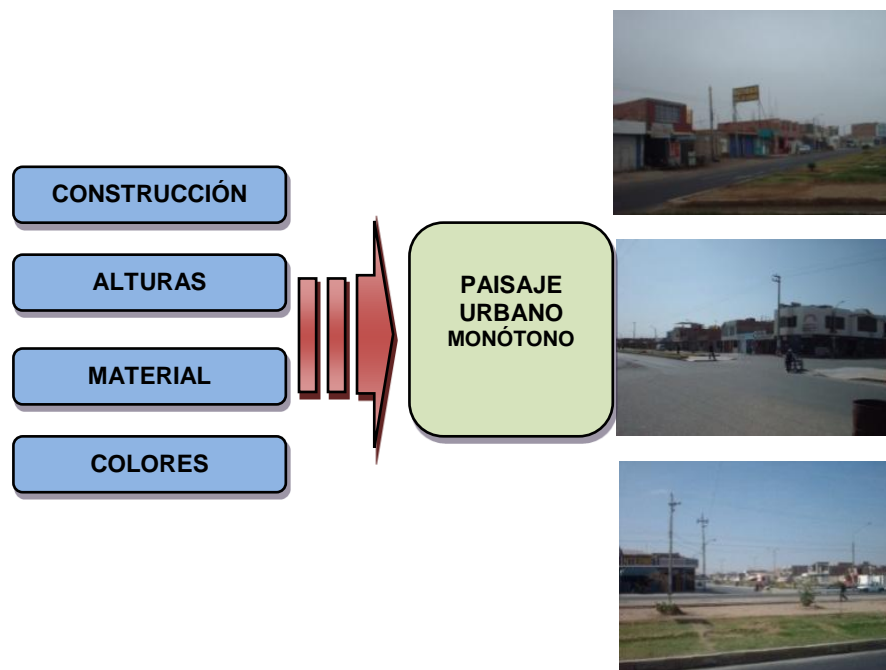 CONSTRUCCIÓN
ALTURAS
MATERIAL
COLORES
PAISAJE
URBANO
MONÓTONO